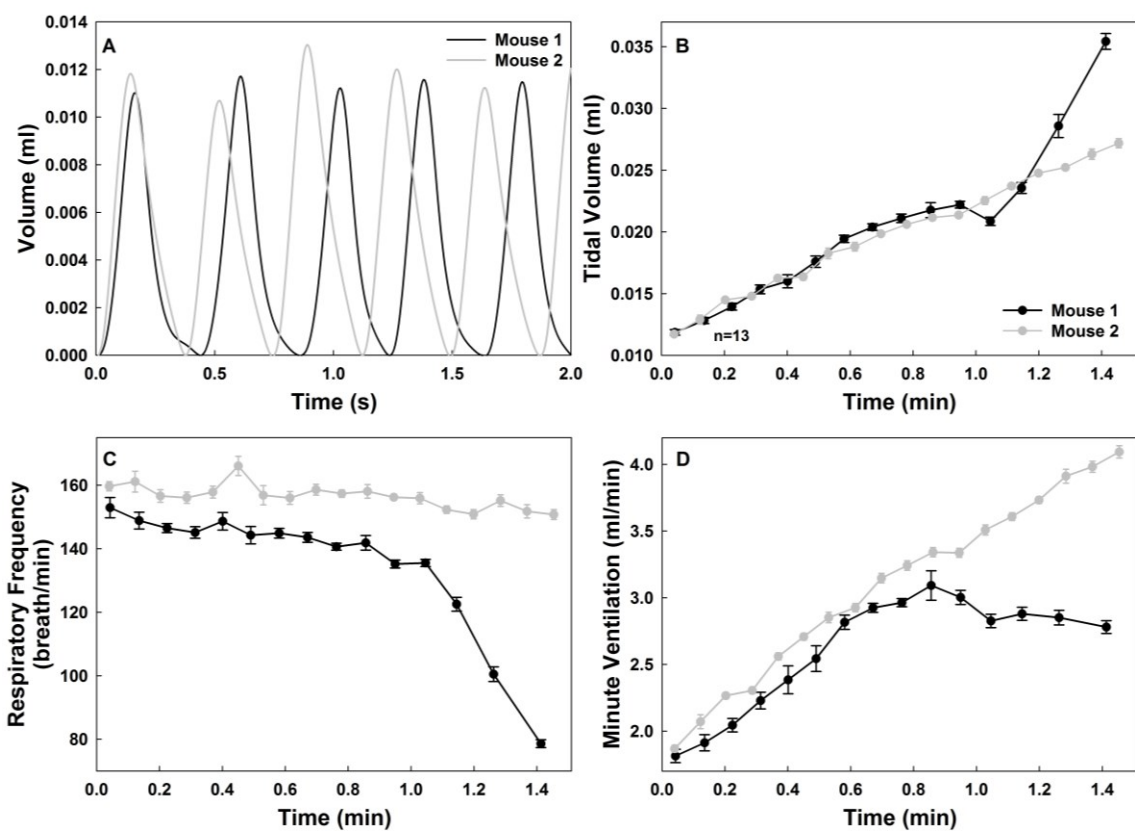 A
Mouse 1
Mouse 2
0.014
0.012
0.010
0.008
0.006
0.004
0.002
0.000
Volume (ml)
0.0 0.5 1.0 1.5 2.0
Time (s)
B
0.035
0.030
0.025
0.020
0.015
0.010
Tidal Volume (ml)
n=13
Mouse 1
Mouse 2
0.0 0.2 0.4 0.6 0.8 1.0 1.2 1.4
Time (min)
C
160
140
120
100
80
Respiratory Frequency
(breath/min)
0.0 0.2 0.4 0.6 0.8 1.0 1.2 1.4
Time (min)
D
4.0
3.5
3.0
2.5
2.0
Minute Ventilation (ml/min)
0.0 0.2 0.4 0.6 0.8 1.0 1.2 1.4
Time (min)